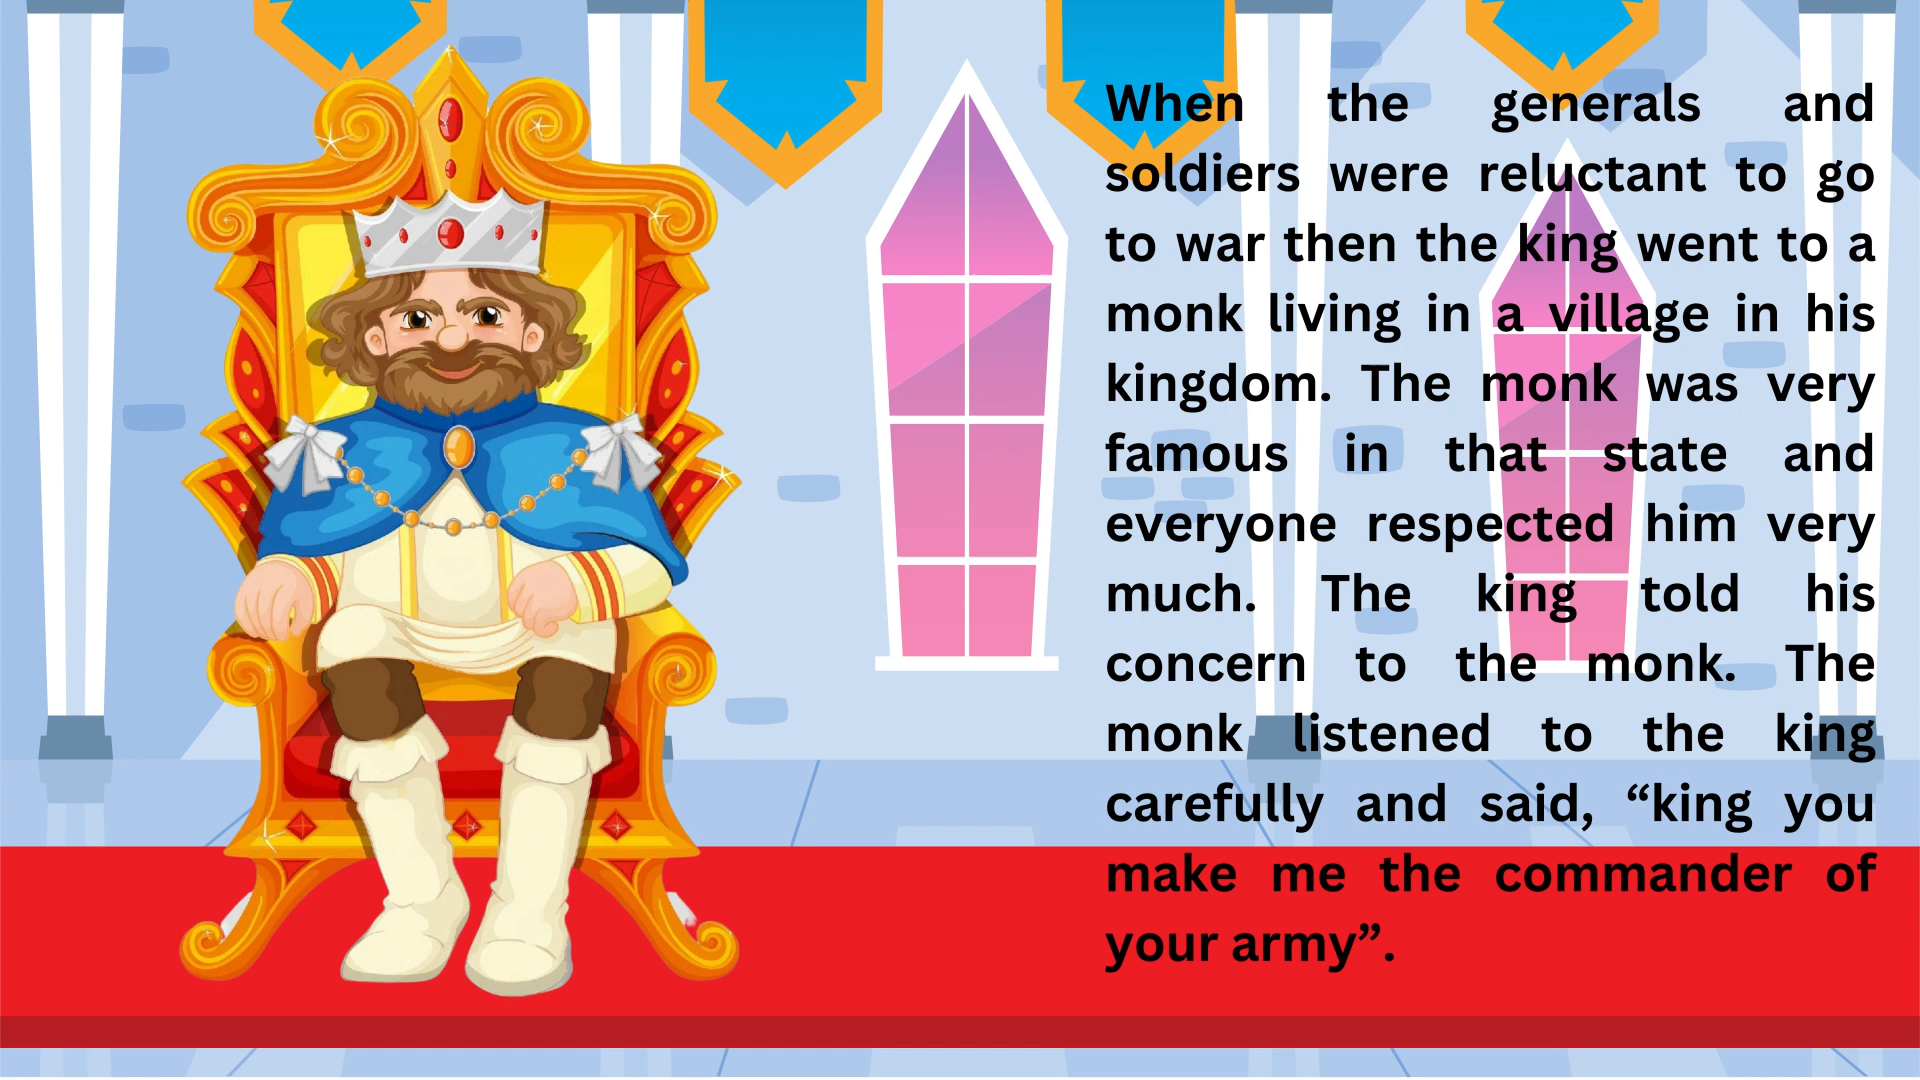 When the generals and
soldiers were reluctant to go
to war then the king went to a
monk living in a village in his
kingdom. The monk was very
famous in that state and
everyone respected him very
much. The king told his
concern to the monk. The
monk listened to the king
carefully and said, “king you
make me the commander of
your army”.